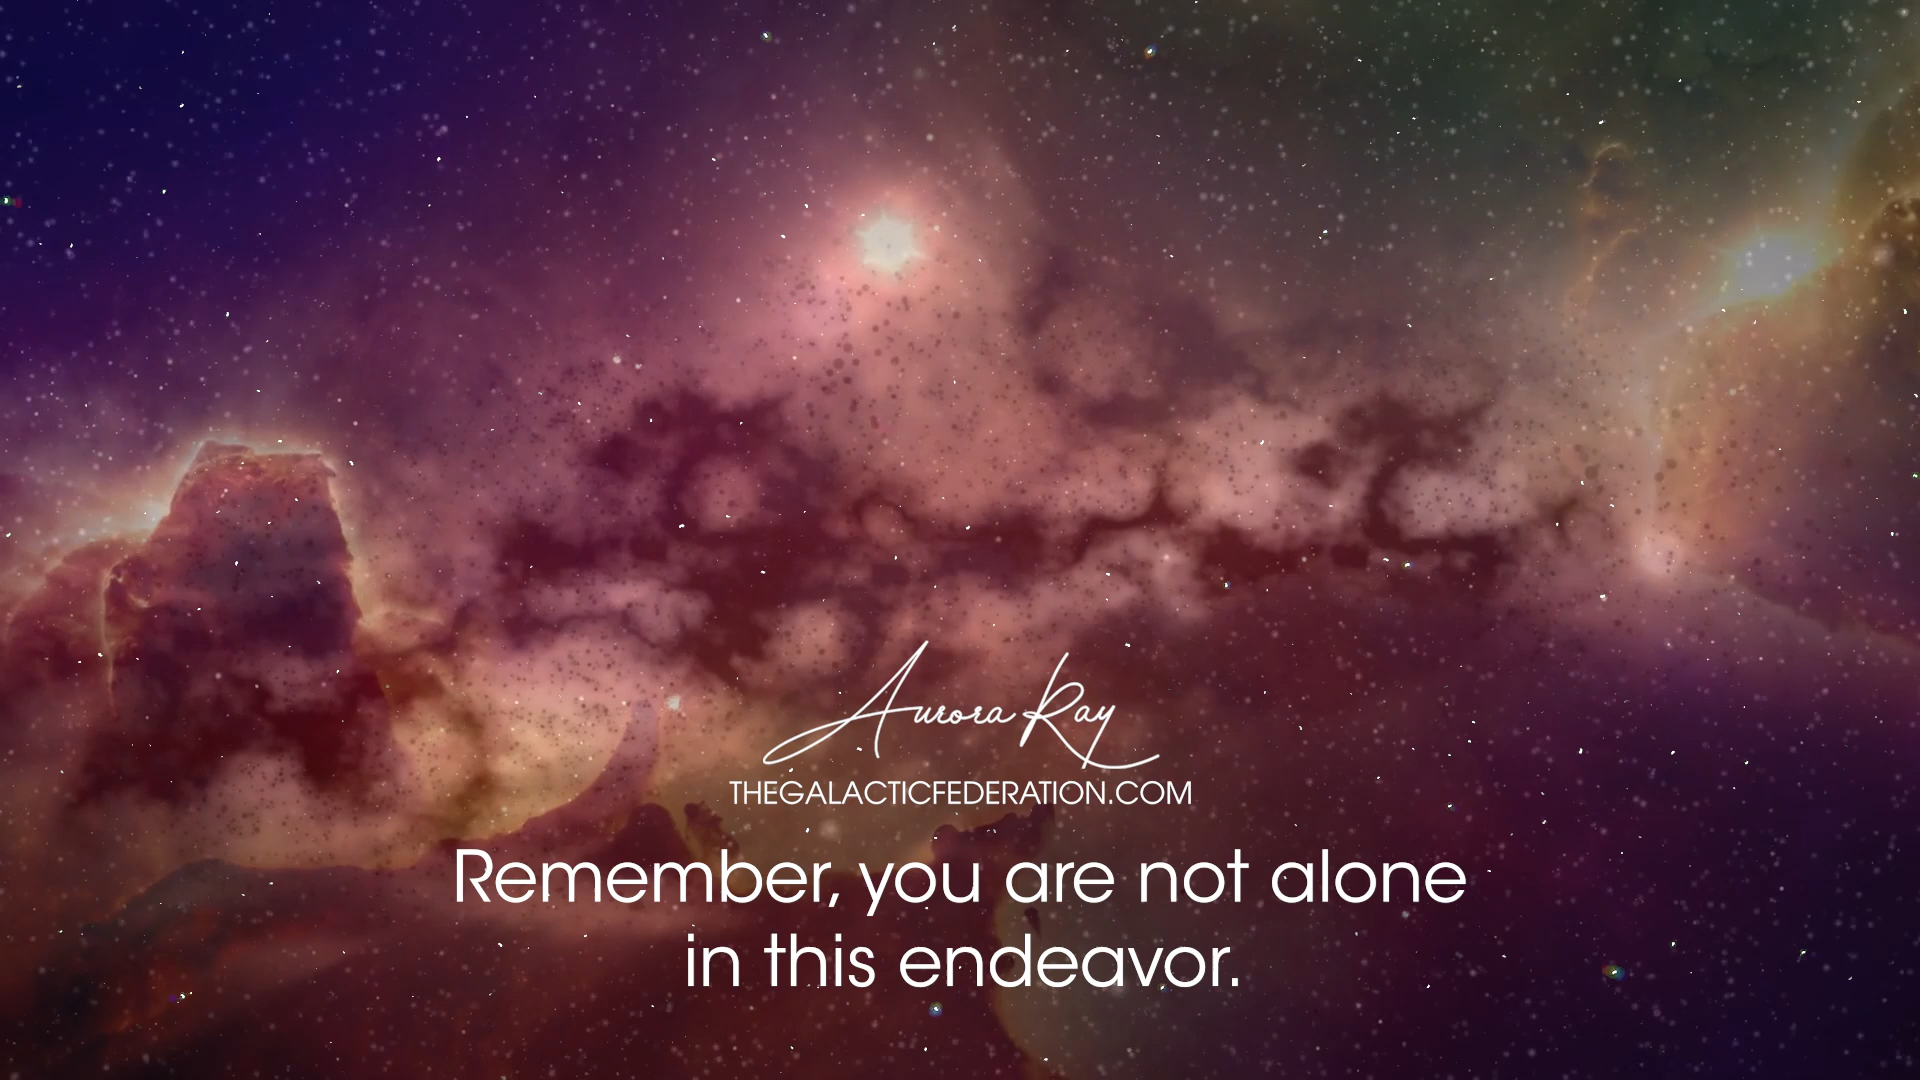 Aurora Ray
THEGALACTICFEDERATION.COM
Remember, you are not alone
in this endeavor.